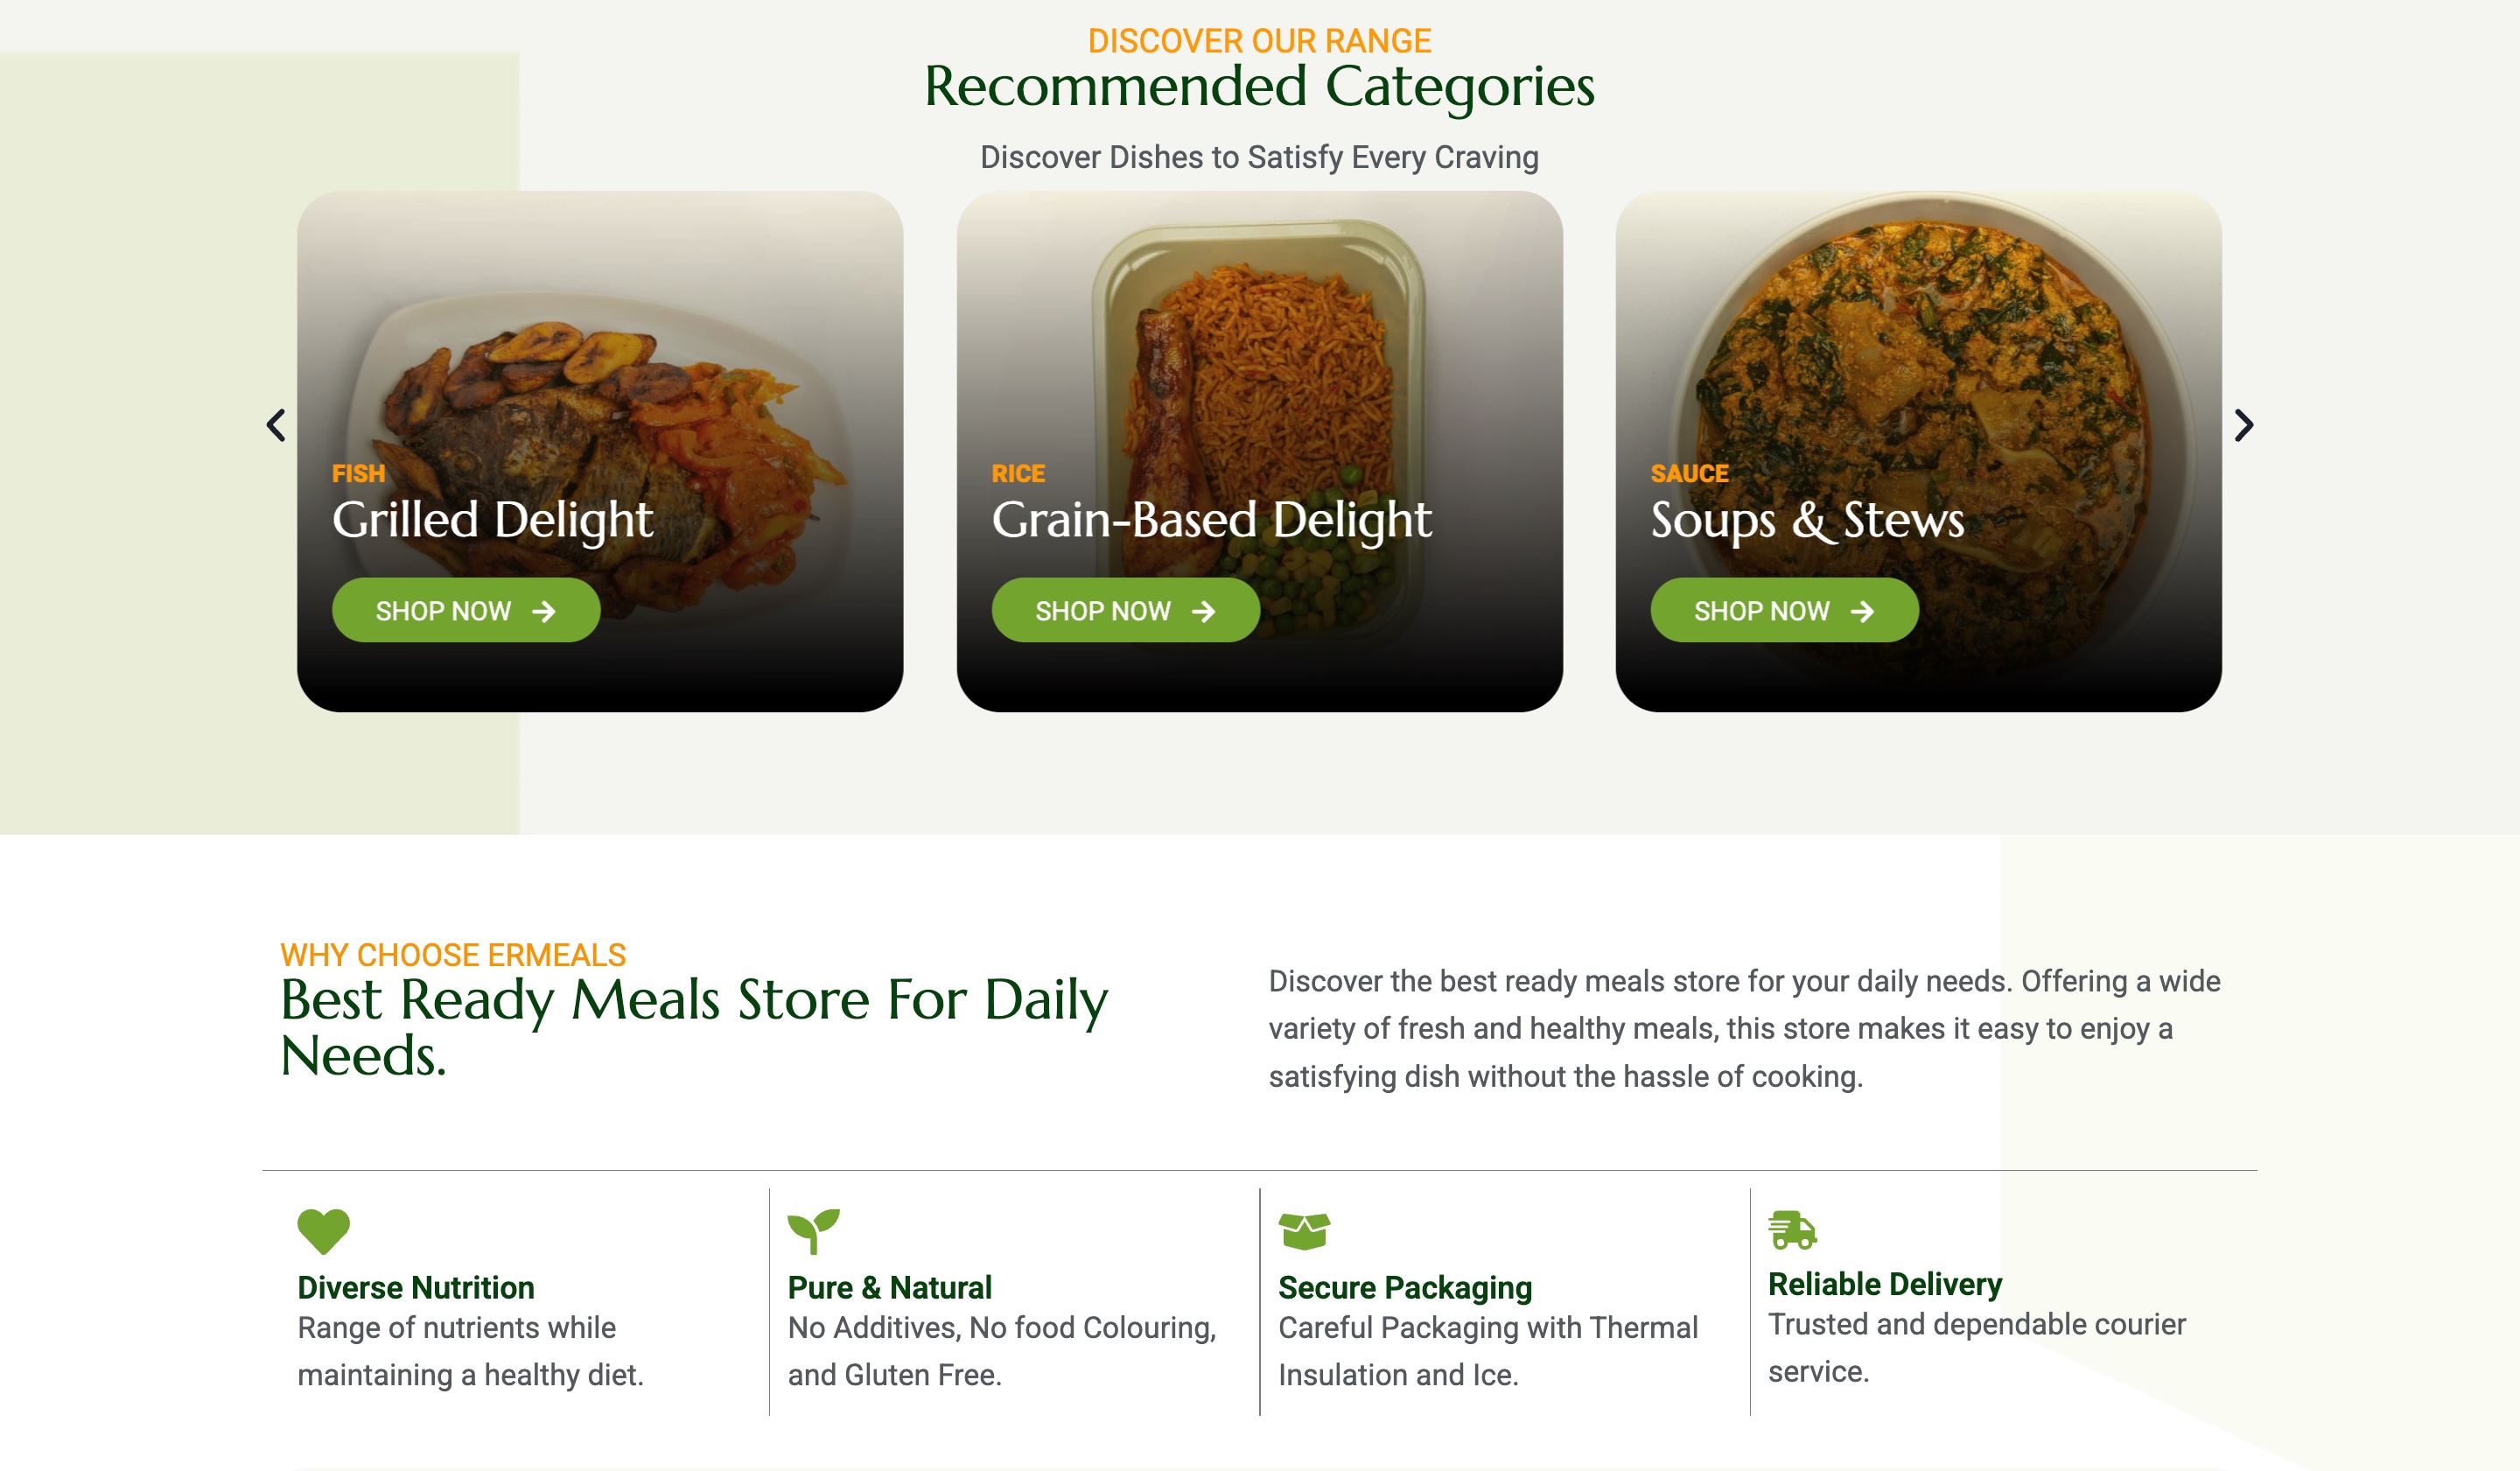 DISCOVER OUR RANGE
Recommended Categories
Discover Dishes to Satisfy Every Craving
FISH
Grilled Delight
SHOP NOW
RICE
Grain-Based Delight
SHOP NOW
SAUCE
Soups & Stews
SHOP NOW
WHY CHOOSE ERMEALS
Best Ready Meals Store For Daily
Needs.
Discover the best ready meals store for your daily needs. Offering a wide
variety of fresh and healthy meals, this store makes it easy to enjoy a
satisfying dish without the hassle of cooking.
Diverse Nutrition
Range of nutrients while
maintaining a healthy diet.
Pure & Natural
No Additives, No food Colouring,
and Gluten Free.
Secure Packaging
Careful Packaging with Thermal
Insulation and Ice.
Reliable Delivery
Trusted and dependable courier
service.